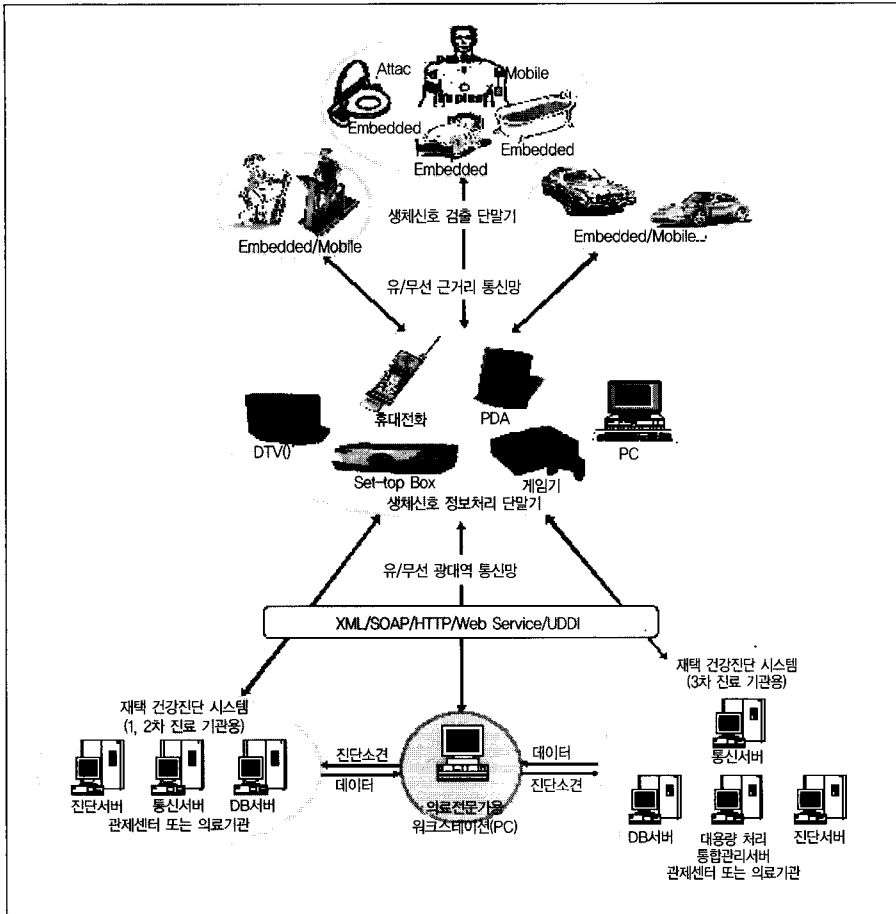 Attac
Mobile
Embedded
Embedded
Embedded
Embedded/Mobile
Embedded/Mobile...
생체신호 검출 단말기
유/무선 근거리 통신망
휴대전화
PDA
DTV()'
PC
Set-top Box
게임기
생체신호 정보처리 단말기
유/무선 광대역 통신망
XML/SOAP/HTTP/Web Service/UDDI
재택 건강진단 시스템
(1, 2차 진료 기관용)
진단서버
통신서버
DB서버
관제센터 또는 의료기관
진단소견
데이터
의료전문가용
워크스테이션(PC)
데이터
진단소견
재택 건강진단 시스템
(3차 진료 기관용)
통신서버
DB서버
대용량 처리
통합관리서버
진단서버
관제센터 또는 의료기관